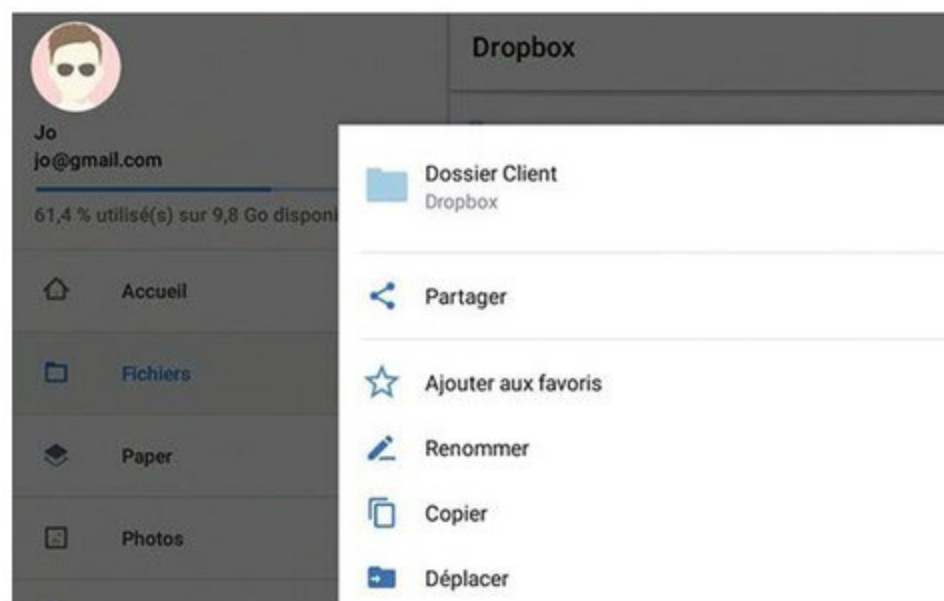 Jo
jo@gmail.com
61,4 % utilisé(s) sur 9,8 Go disponi
Accueil
Fichiers
Paper
Photos
Dropbox
Dossier Client
Dropbox
Partager
Ajouter aux favoris
Renommer
Copier
Déplacer